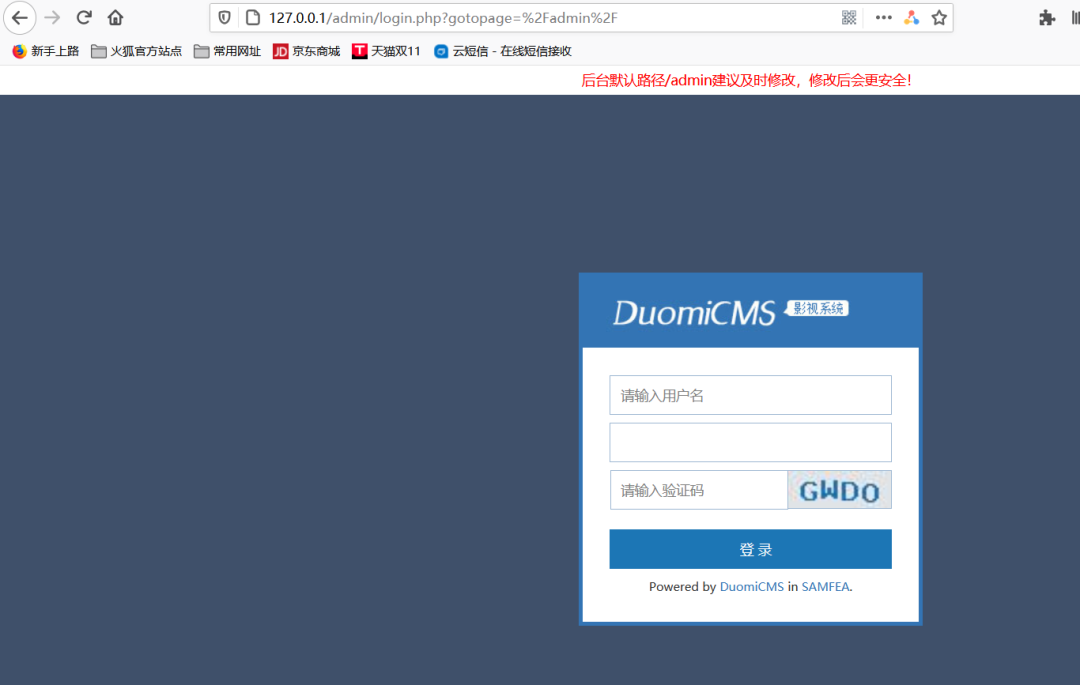 127.0.0.1/admin/login.php?gotopage=%2Fadmin%2F
新手上路 火狐官方站点 常用网址 JD 京东商城 T 天猫双11 云短信 - 在线短信接收
后台默认路径/admin建议及时修改，修改后会更安全！
DuomiCMS 影视系统
请输入用户名
请输入验证码 GWDO
登 录
Powered by DuomiCMS in SAMFEA.